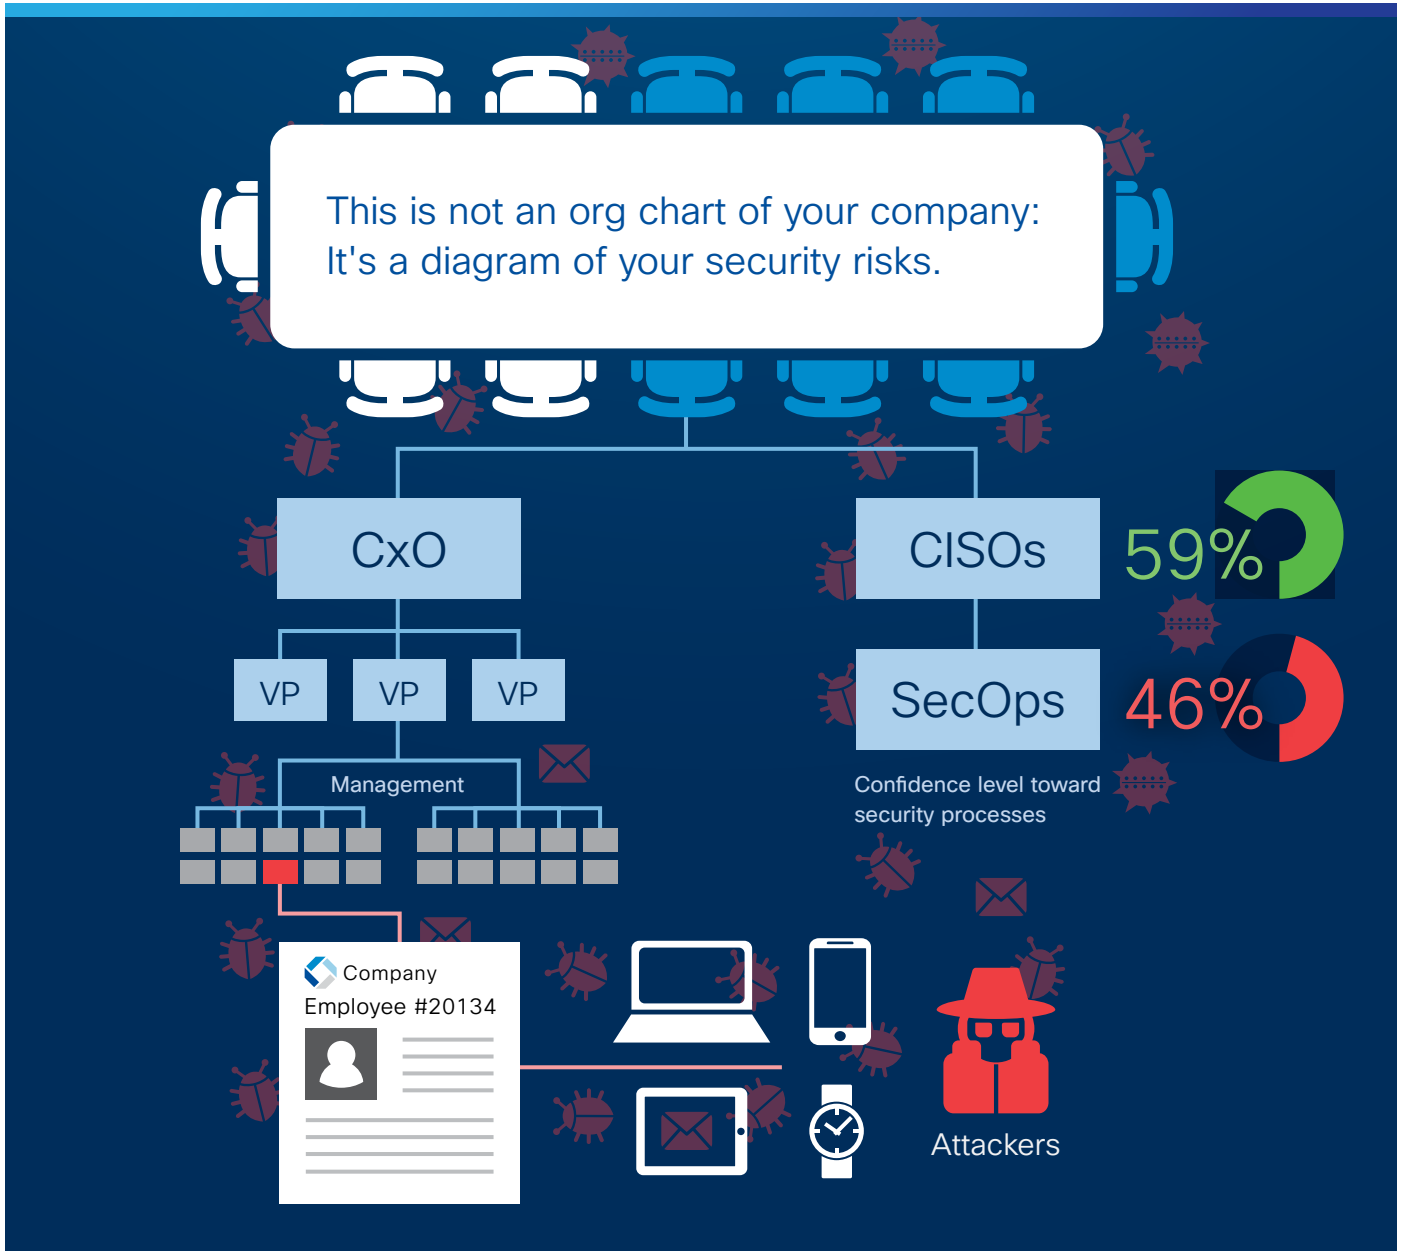 This is not an org chart of your company:
It's a diagram of your security risks.
CxO
CISOs
59%
VP
VP
VP
SecOps
46%
Management
Confidence level toward
security processes
Company
Employee #20134
Attackers